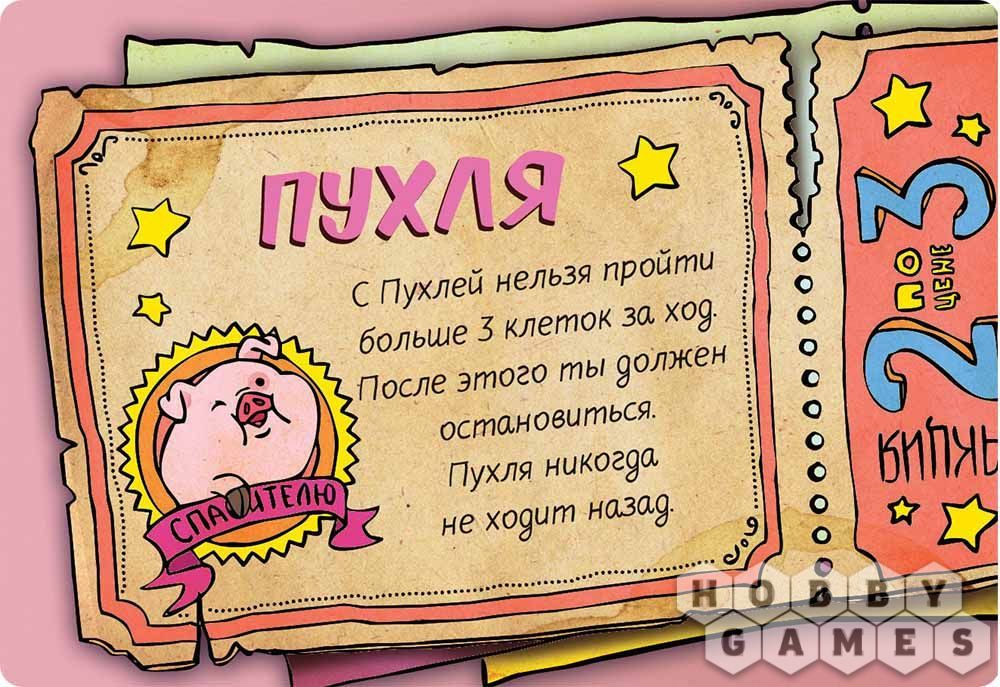 ПУХЛЯ
С Пухлей нельзя пройти
больше 3 клеток за ход.
После этого ты должен
остановиться.
Пухля никогда
не ходит назад.
2 ПО ЦЕНЕ 3
HOBBY
GAMES